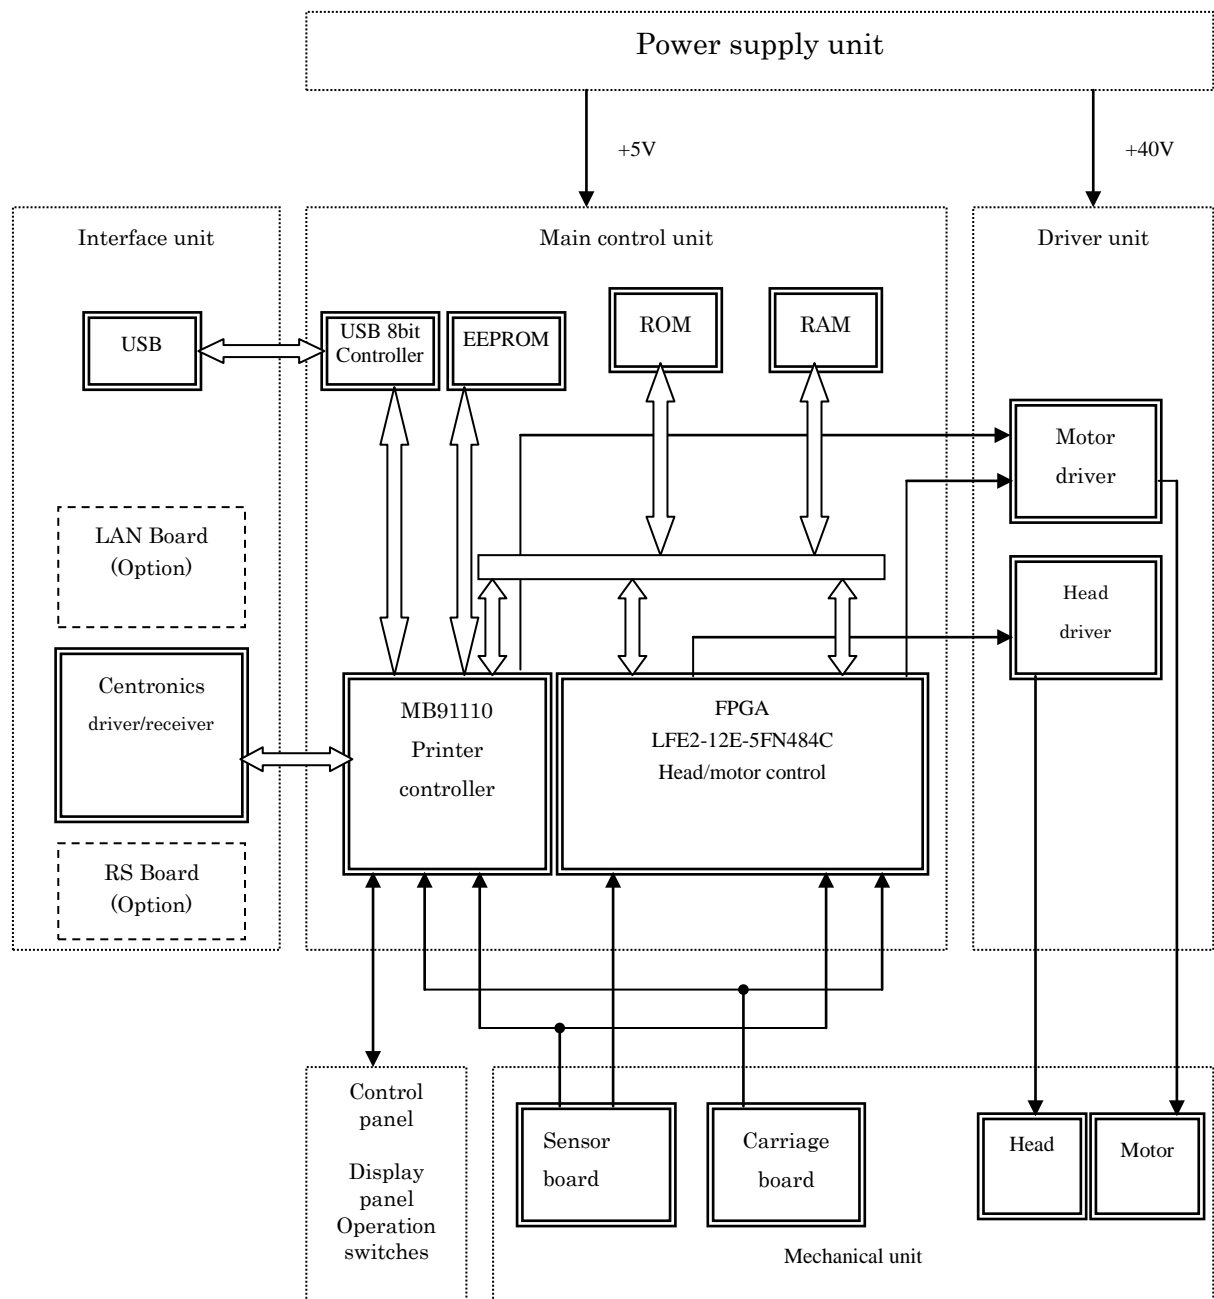 Power supply unit
+5V
+40V
Interface unit
Main control unit
Driver unit
USB
USB 8bit
Controller
EEPROM
ROM
RAM
Motor
driver
LAN Board
(Option)
Head
driver
Centronics
driver/receiver
MB91110
Printer
controller
FPGA
LFE2-12E-5FN484C
Head/motor control
RS Board
(Option)
Control
panel
Display
panel
Operation
switches
Sensor
board
Carriage
board
Head
Motor
Mechanical unit